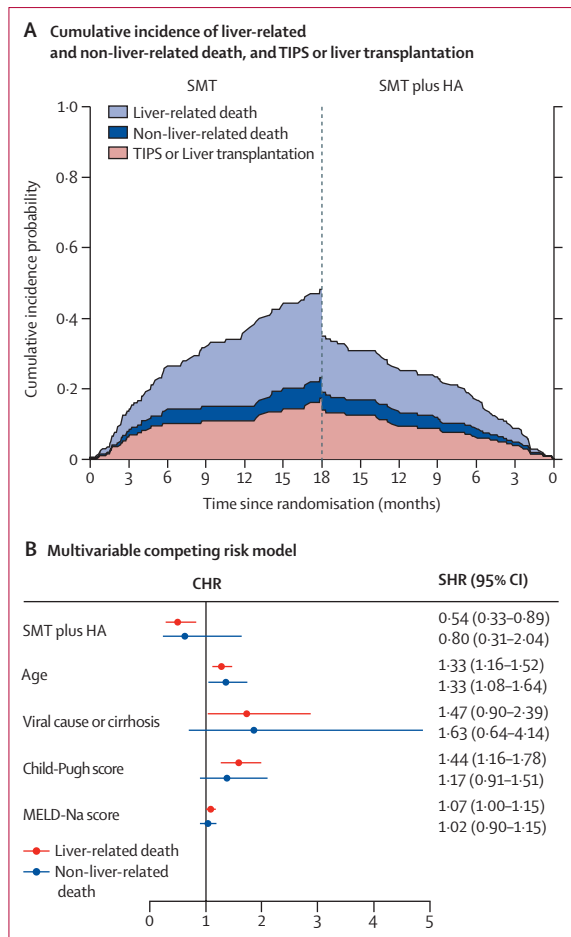 A Cumulative incidence of liver-related
and non-liver-related death, and TIPS or liver transplantation
SMT
SMT plus HA
1·0
0·8
0·6
0·4
0·2
0
Cumulative incidence probability
Liver-related death
Non-liver-related death
TIPS or Liver transplantation
0 3 6 9 12 15 18 15 12 9 6 3 0
Time since randomisation (months)
B Multivariable competing risk model
CHR
SHR (95% CI)
SMT plus HA
0·54 (0·33–0·89)
0·80 (0·31–2·04)
Age
1·33 (1·16–1·52)
1·33 (1·08–1·64)
Viral cause or cirrhosis
1·47 (0·90–2·39)
1·63 (0·64–4·14)
Child-Pugh score
1·44 (1·16–1·78)
1·17 (0·91–1·51)
MELD-Na score
1·07 (1·00–1·15)
1·02 (0·90–1·15)
Liver-related death
Non-liver-related
death
0 1 2 3 4 5